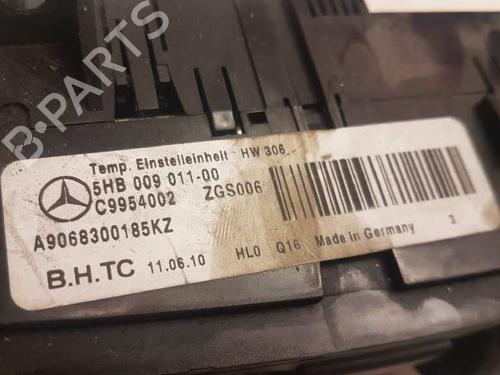 B-PARTS
Temp. Einstelleinheit - HW 306
5HB 009 011-00
C9954002 ZGS006
A9068300185KZ
B.H.TC 11.06.10 HL0 Q16 Made in Germany 3